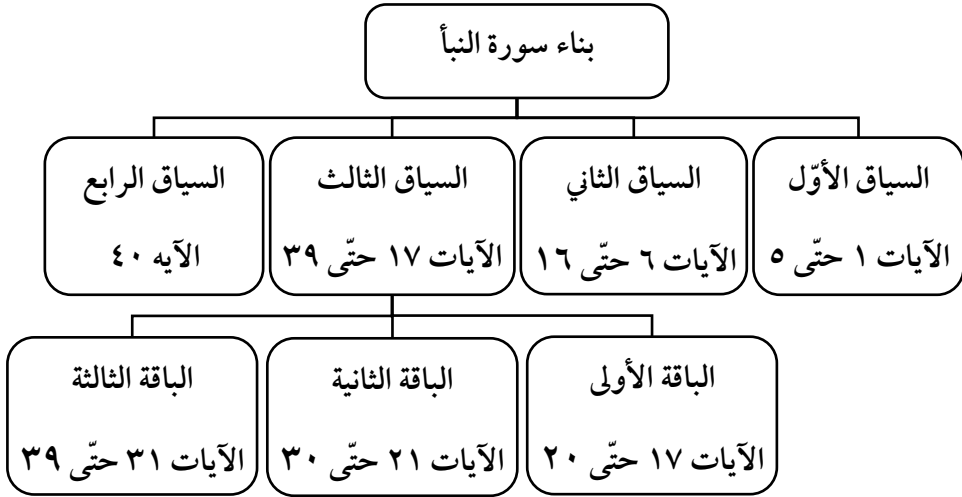 بناء سورة النبأ
السياق الأوّل
الآيات ١ حتّى ٥
السياق الثاني
الآيات ٦ حتّى ١٦
السياق الثالث
الآيات ١٧ حتّى ٣٩
السياق الرابع
الآيه ٤٠
الباقة الأولى
الآيات ١٧ حتّى ٢٠
الباقة الثانية
الآيات ٢١ حتّى ٣٠
الباقة الثالثة
الآيات ٣١ حتّى ٣٩